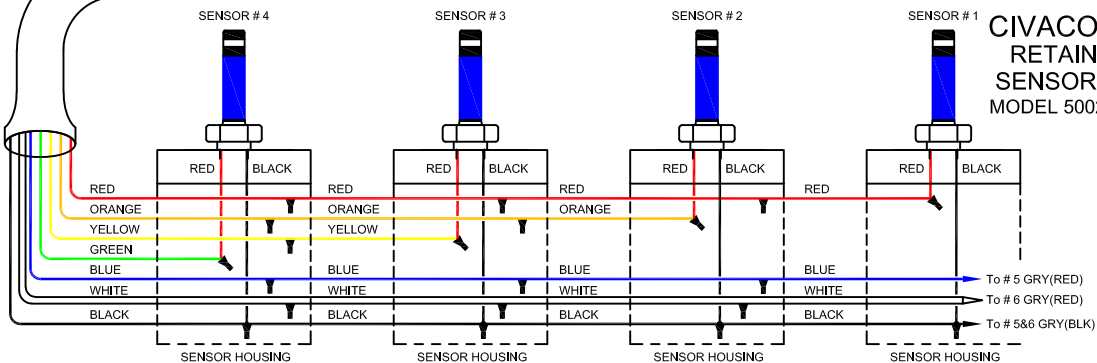 SENSOR # 4
SENSOR # 3
SENSOR # 2
SENSOR # 1
CIVACO
RETAIN
SENSOR
MODEL 5002
RED BLACK
RED BLACK
RED BLACK
RED BLACK
RED RED RED RED
ORANGE ORANGE ORANGE
YELLOW YELLOW
GREEN
BLUE BLUE BLUE BLUE
To # 5 GRY(RED)
WHITE WHITE WHITE WHITE
To # 6 GRY(RED)
BLACK BLACK BLACK BLACK
To # 5&6 GRY(BLK)
SENSOR HOUSING
SENSOR HOUSING
SENSOR HOUSING
SENSOR HOUSING